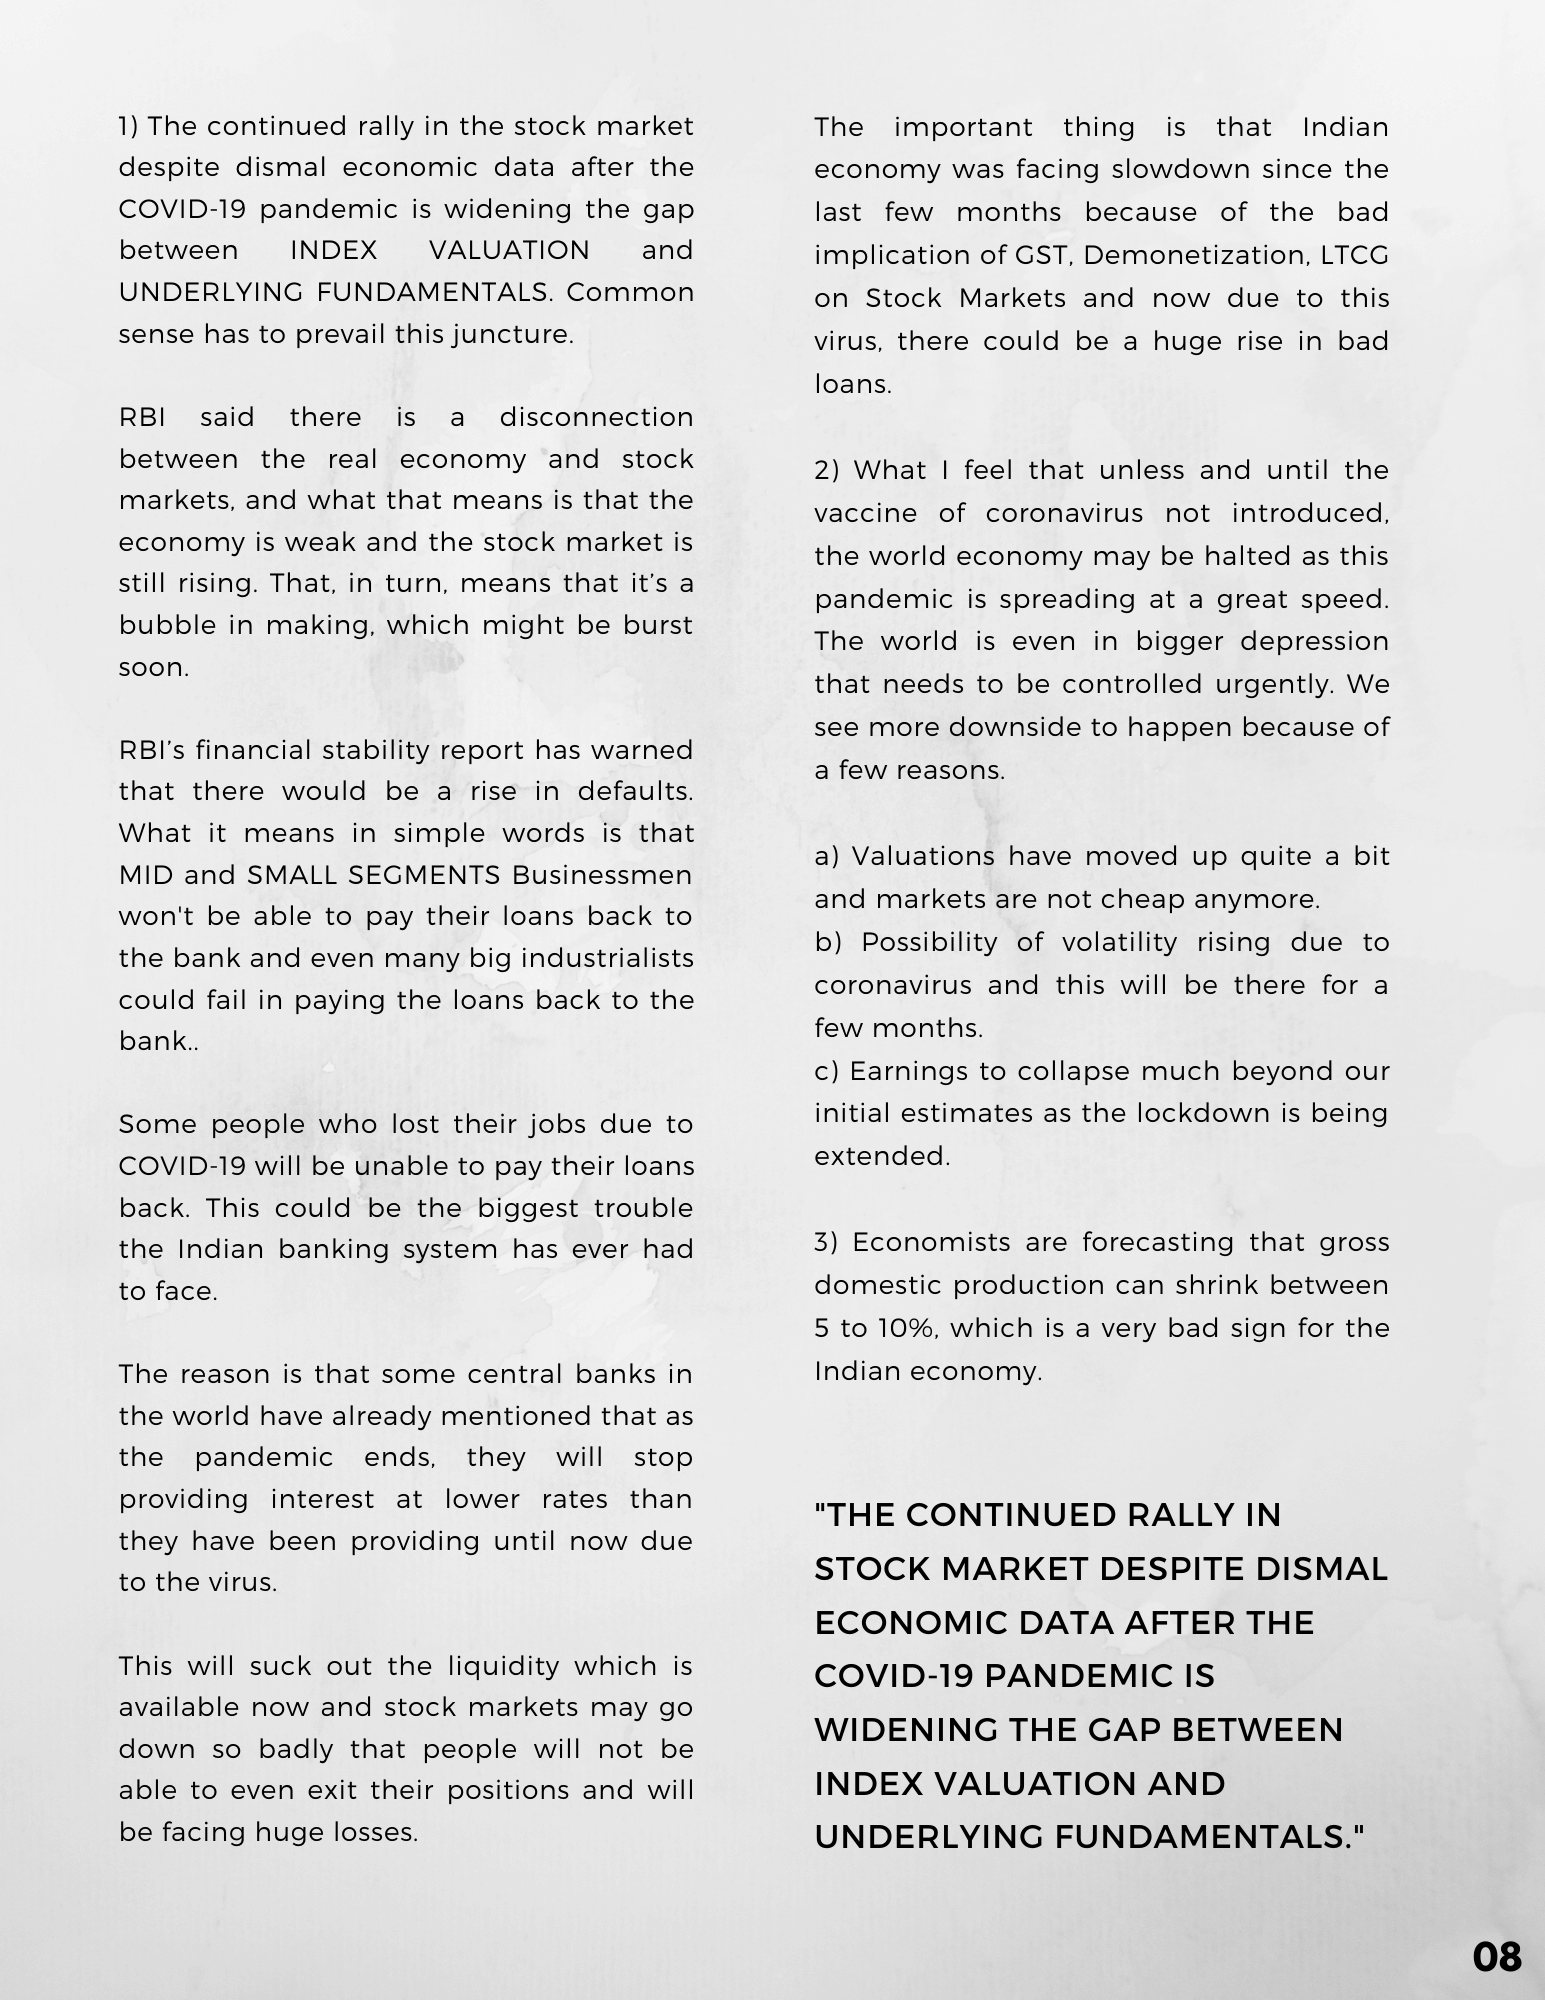 1) The continued rally in the stock market
despite dismal economic data after the
COVID-19 pandemic is widening the gap
between INDEX VALUATION and
UNDERLYING FUNDAMENTALS. Common
sense has to prevail this juncture.
RBI said there is a disconnection
between the real economy and stock
markets, and what that means is that the
economy is weak and the stock market is
still rising. That, in turn, means that it’s a
bubble in making, which might be burst
soon.
RBI’s financial stability report has warned
that there would be a rise in defaults.
What it means in simple words is that
MID and SMALL SEGMENTS Businessmen
won't be able to pay their loans back to
the bank and even many big industrialists
could fail in paying the loans back to the
bank..
Some people who lost their jobs due to
COVID-19 will be unable to pay their loans
back. This could be the biggest trouble
the Indian banking system has ever had
to face.
The reason is that some central banks in
the world have already mentioned that as
the pandemic ends, they will stop
providing interest at lower rates than
they have been providing until now due
to the virus.
This will suck out the liquidity which is
available now and stock markets may go
down so badly that people will not be
able to even exit their positions and will
be facing huge losses.
The important thing is that Indian
economy was facing slowdown since the
last few months because of the bad
implication of GST, Demonetization, LTCG
on Stock Markets and now due to this
virus, there could be a huge rise in bad
loans.
2) What I feel that unless and until the
vaccine of coronavirus not introduced,
the world economy may be halted as this
pandemic is spreading at a great speed.
The world is even in bigger depression
that needs to be controlled urgently. We
see more downside to happen because of
a few reasons.
a) Valuations have moved up quite a bit
and markets are not cheap anymore.
b) Possibility of volatility rising due to
coronavirus and this will be there for a
few months.
c) Earnings to collapse much beyond our
initial estimates as the lockdown is being
extended.
3) Economists are forecasting that gross
domestic production can shrink between
5 to 10%, which is a very bad sign for the
Indian economy.
"THE CONTINUED RALLY IN
STOCK MARKET DESPITE DISMAL
ECONOMIC DATA AFTER THE
COVID-19 PANDEMIC IS
WIDENING THE GAP BETWEEN
INDEX VALUATION AND
UNDERLYING FUNDAMENTALS."
08